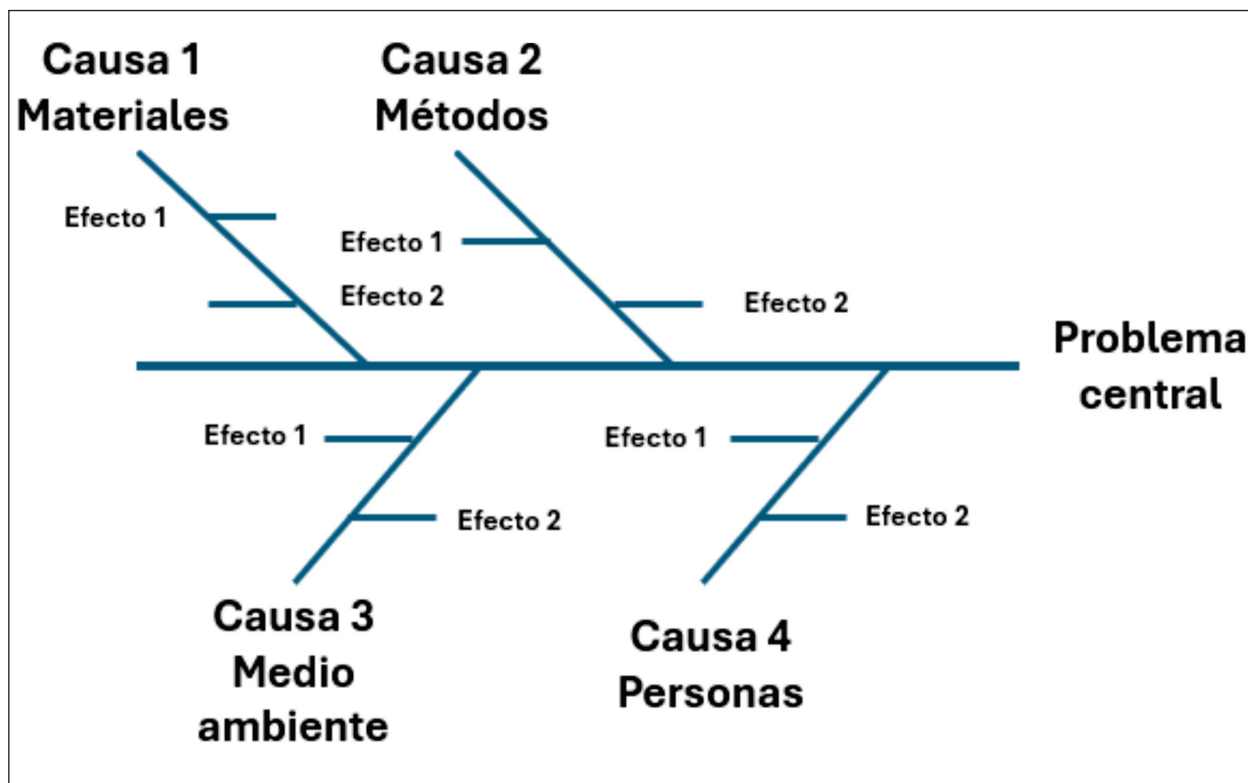 Causa 1
Materiales
Causa 2
Métodos
Efecto 1
Efecto 2
Efecto 1
Efecto 2
Problema
central
Efecto 1
Efecto 2
Causa 3
Medio
ambiente
Efecto 1
Efecto 2
Causa 4
Personas